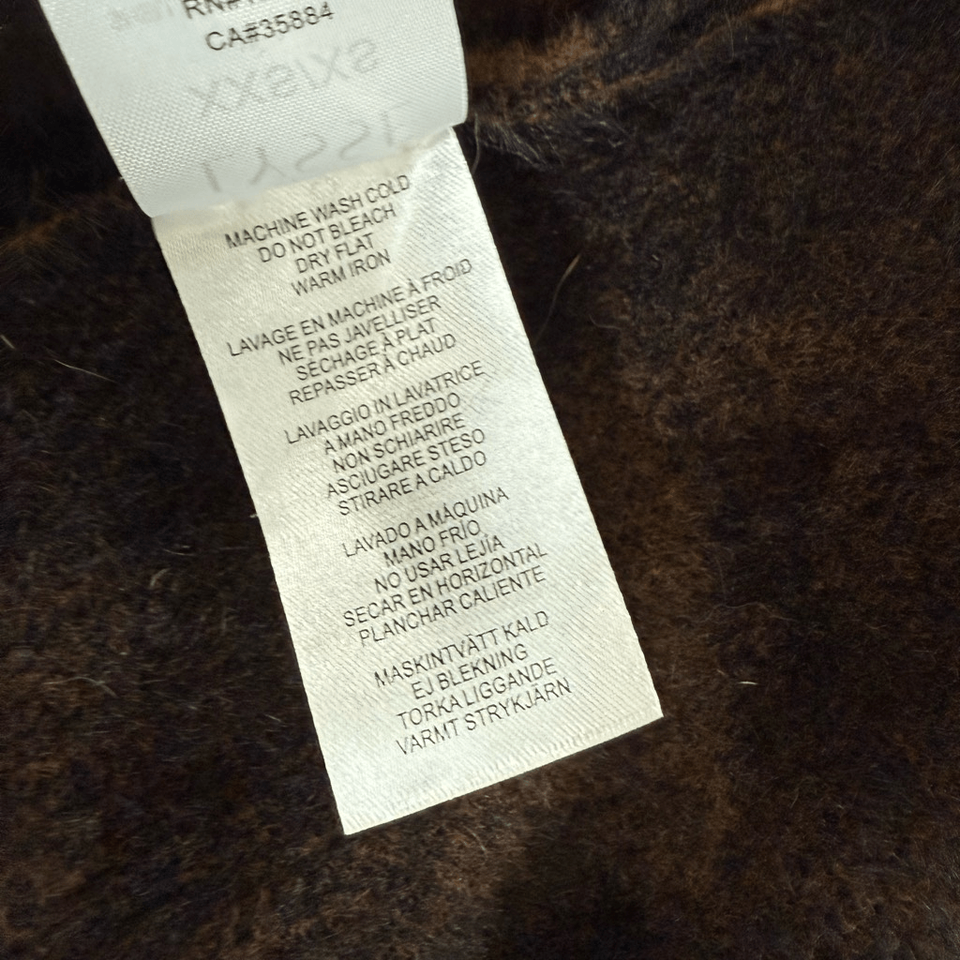 CA#35884
MACHINE WASH COLD
DO NOT BLEACH
DRY FLAT
WARM IRON
LAVAGE EN MACHINE À FROID
NE PAS JAVELLISER
SÉCHAGE À PLAT
REPASSER À CHAUD
LAVAGGIO IN LAVATRICE
A MANO FREDDO
NON SCHIARIRE
ASCIUGARE STESO
STIRARE A CALDO
LAVADO A MÁQUINA
MANO FRÍO
NO USAR LEJÍA
SECAR EN HORIZONTAL
PLANCHAR CALIENTE
MASKINTVÄTT KALD
EJ BLEKNING
TORKA LIGGANDE
VARMT STRYKJÄRN